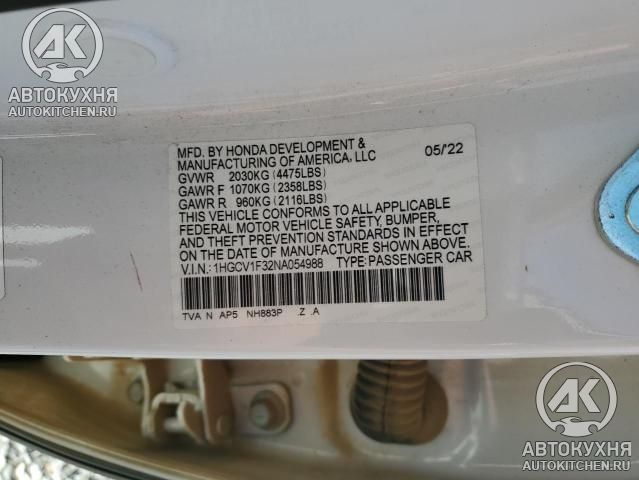 АК
АВТОКУХНЯ
AUTOKITCHEN.RU
MFD. BY HONDA DEVELOPMENT &
MANUFACTURING OF AMERICA, LLC 05/22
GVWR 2030KG (4475LBS)
GAWR F 1070KG (2358LBS)
GAWR R 960KG (2116LBS)
THIS VEHICLE CONFORMS TO ALL APPLICABLE
FEDERAL MOTOR VEHICLE SAFETY, BUMPER,
AND THEFT PREVENTION STANDARDS IN EFFECT
ON THE DATE OF MANUFACTURE SHOWN ABOVE.
V.I.N.: 1HGCV1F32NA054988 TYPE: PASSENGER CAR
TVA N AP5 NH883P .Z .A
АК
АВТОКУХНЯ
AUTOKITCHEN.RU